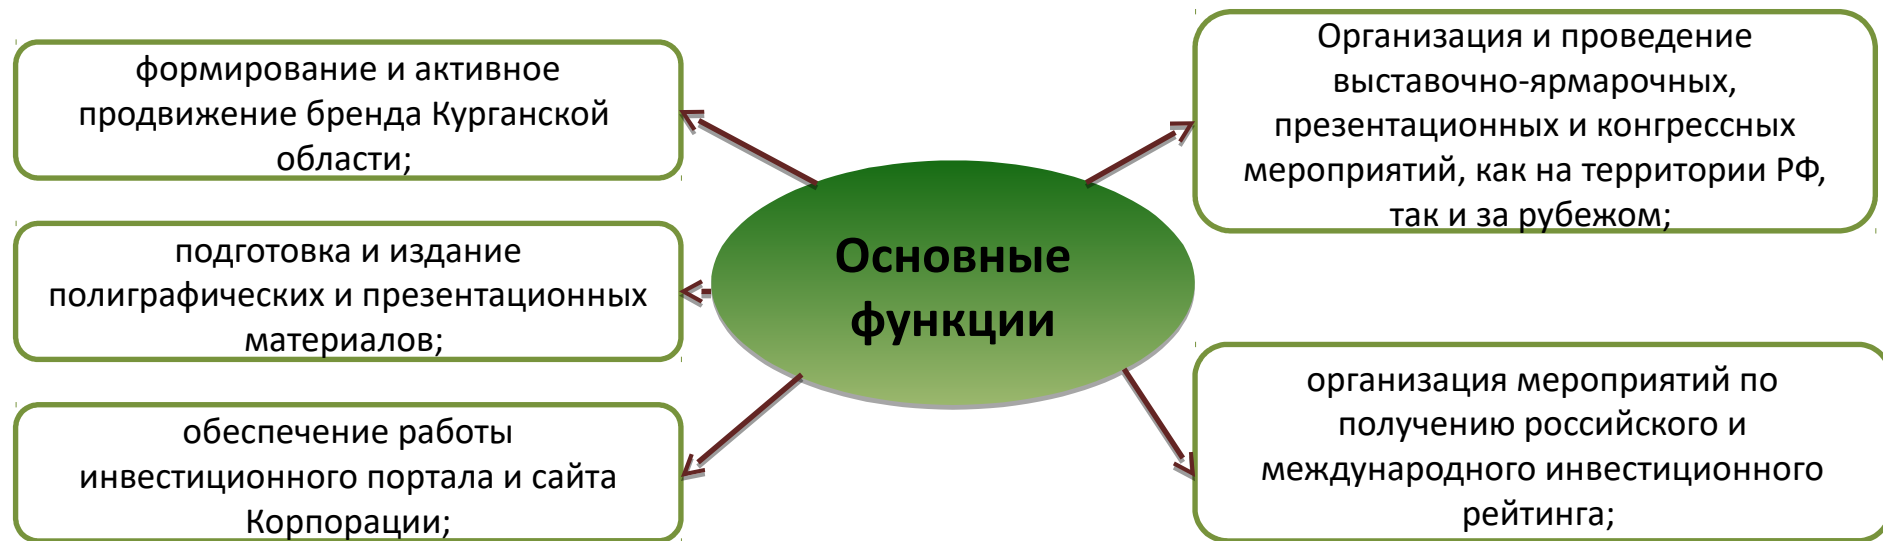 формирование и активное
продвижение бренда Курганской
области;
подготовка и издание
полиграфических и презентационных
материалов;
обеспечение работы
инвестиционного портала и сайта
Корпорации;
Основные
функции
Организация и проведение
выставочно-ярмарочных,
презентационных и конгрессных
мероприятий, как на территории РФ,
так и за рубежом;
организация мероприятий по
получению российского и
международного инвестиционного
рейтинга;